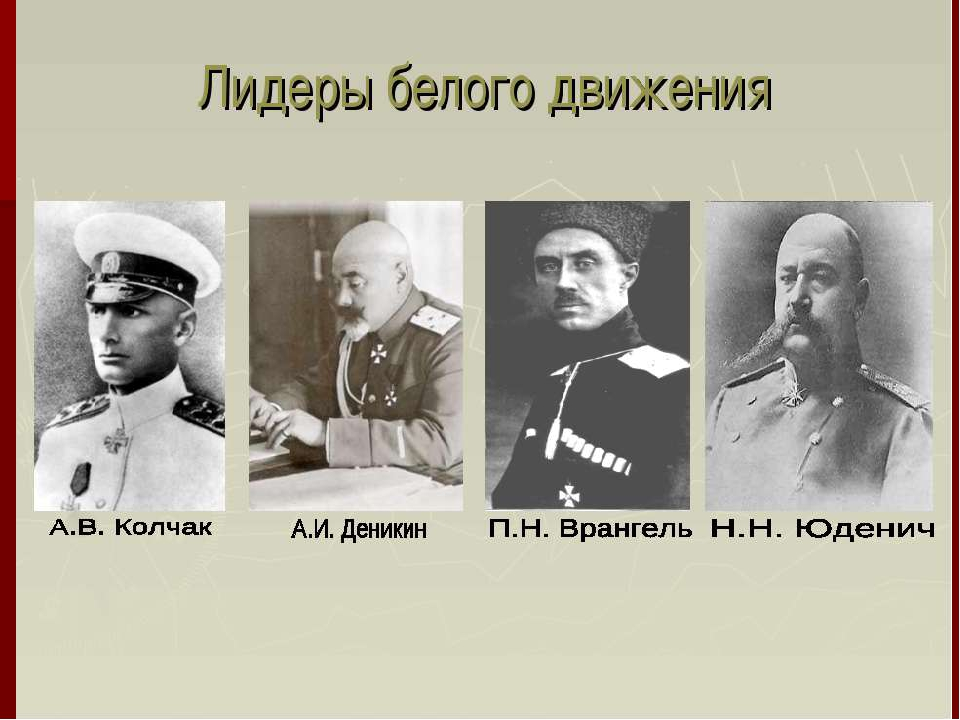 Лидеры белого движения
А.В. Колчак
А.И. Деникин
П.Н. Врангель
Н.Н. Юденич